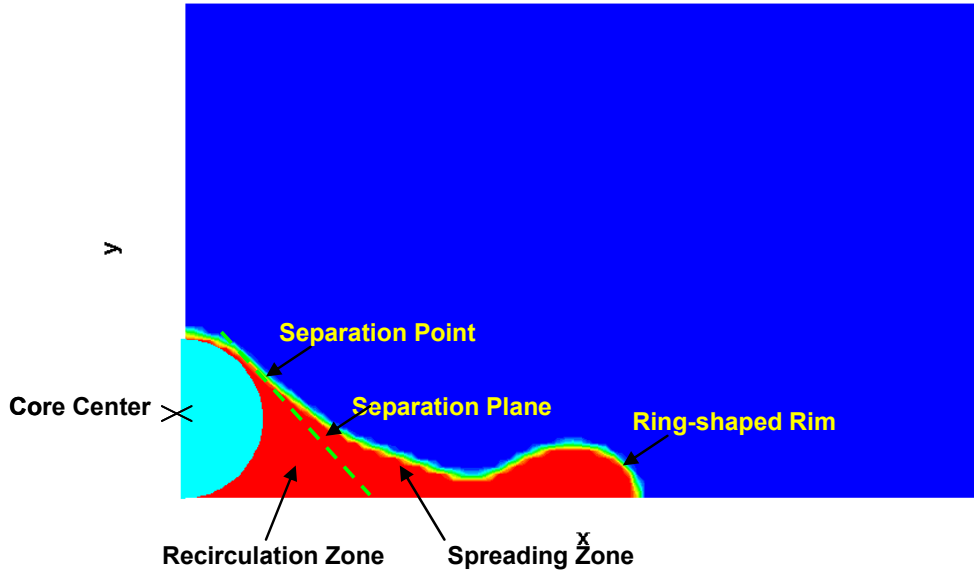 y
Separation Point
Core Center
Separation Plane
Ring-shaped Rim
x
Recirculation Zone
Spreading Zone